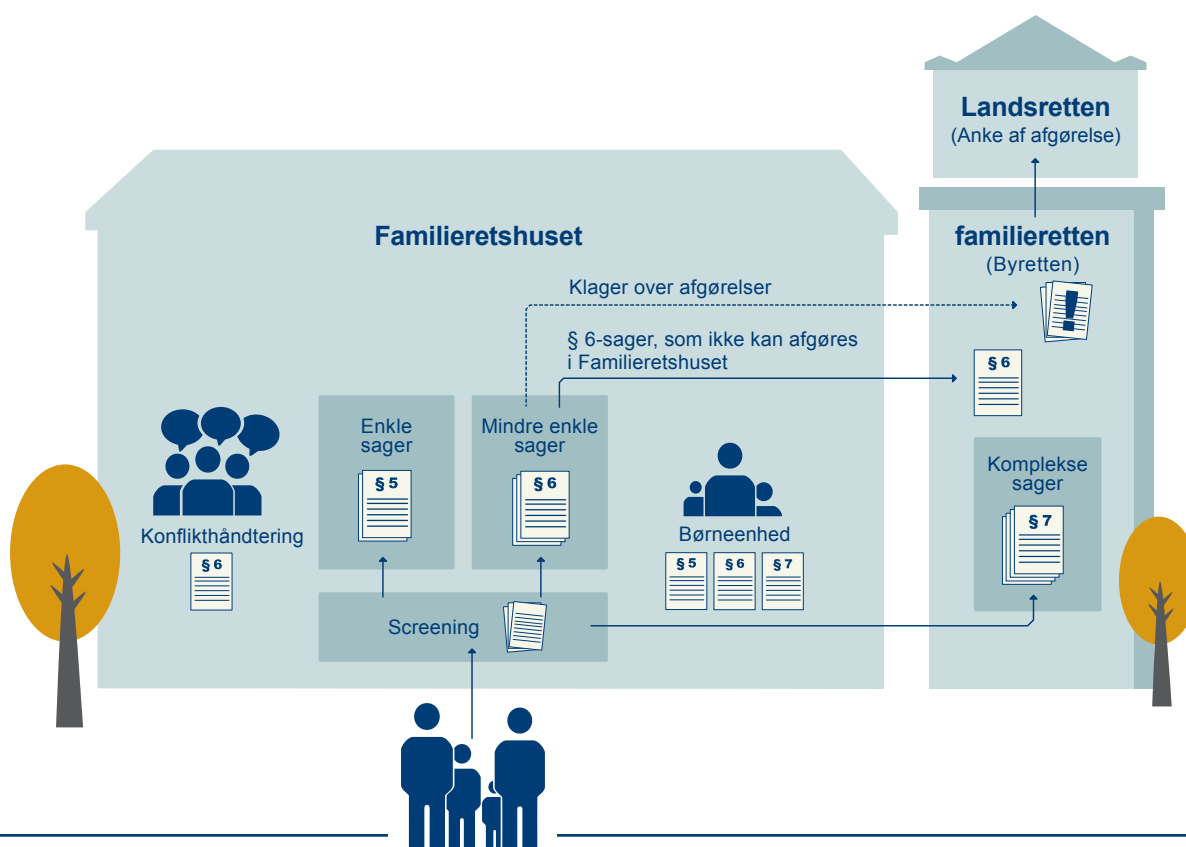 Landsretten
(Anke af afgørelse)
Familieretshuset
familieretten
(Byretten)
Klager over afgørelser
§ 6-sager, som ikke kan afgøres
i Familieretshuset
§ 6
Enkle
sager
§ 5
Mindre enkle
sager
§ 6
Komplekse
sager
§ 7
Konflikthåndtering
§ 6
Børneenhed
§ 5
§ 6
§ 7
Screening